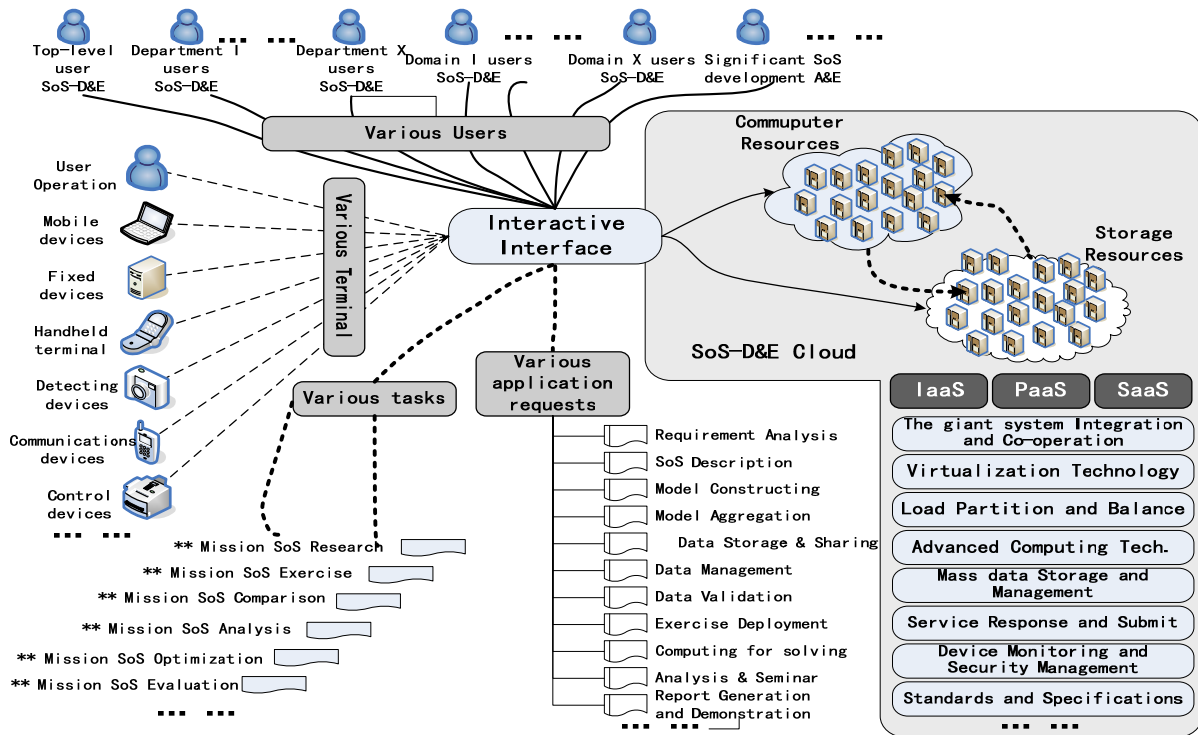 Top-level
user
SoS-D&E
Department I
users
SoS-D&E
... ...
Department X
users
SoS-D&E
Domain I users
SoS-D&E
... ...
Domain X users
SoS-D&E
Significant SoS
development A&E
... ...
Various Users
User
Operation
Mobile
devices
Fixed
devices
Handheld
terminal
Detecting
devices
Communications
devices
Control
devices
... ...
Various Terminal
Interactive
Interface
Commuputer
Resources
Storage
Resources
SoS-D&E Cloud
Various tasks
Various
application
requests
** Mission SoS Research
** Mission SoS Exercise
** Mission SoS Comparison
** Mission SoS Analysis
** Mission SoS Optimization
** Mission SoS Evaluation
... ...
Requirement Analysis
SoS Description
Model Constructing
Model Aggregation
Data Storage & Sharing
Data Management
Data Validation
Exercise Deployment
Computing for solving
Analysis & Seminar
Report Generation
and Demonstration
... ...
IaaS
PaaS
SaaS
The giant system Integration
and Co-operation
Virtualization Technology
Load Partition and Balance
Advanced Computing Tech.
Mass data Storage and
Management
Service Response and Submit
Device Monitoring and
Security Management
Standards and Specifications
... ...